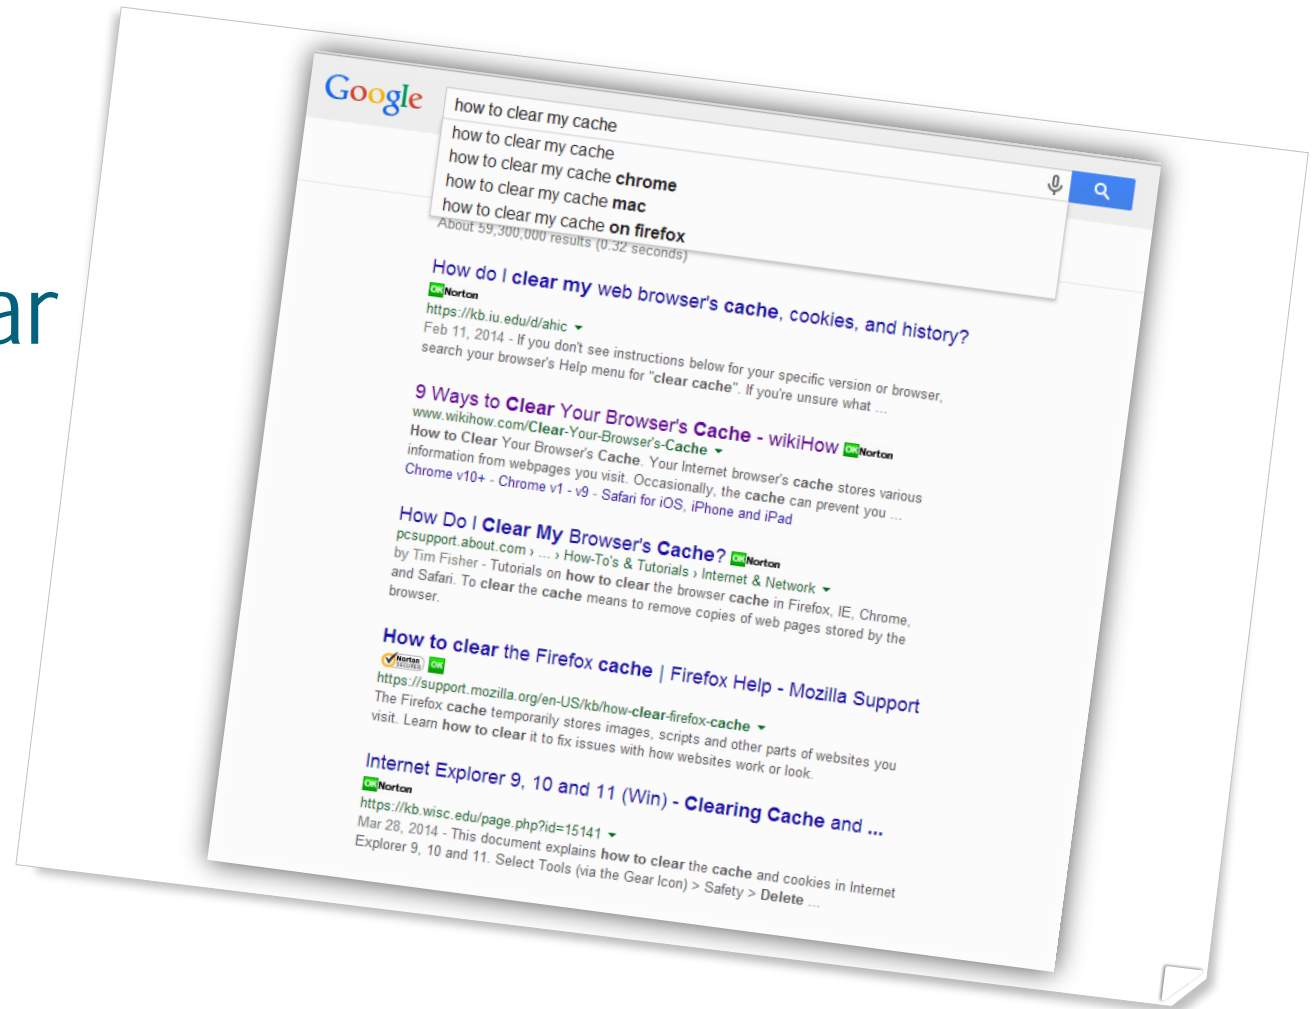 ar
Google
how to clear my cache
how to clear my cache
how to clear my cache chrome
how to clear my cache mac
how to clear my cache on firefox
About 59,300,000 results (0.32 seconds)
How do I clear my web browser's cache, cookies, and history?
OK Norton
https://kb.iu.edu/d/ahic
Feb 11, 2014 - If you don't see instructions below for your specific version or browser,
search your browser's Help menu for "clear cache". If you're unsure what ...
9 Ways to Clear Your Browser's Cache - wikiHow OK Norton
www.wikihow.com/Clear-Your-Browser's-Cache
How to Clear Your Browser's Cache. Your Internet browser's cache stores various
information from webpages you visit. Occasionally, the cache can prevent you ...
Chrome v10+ - Chrome v1 - v9 - Safari for iOS, iPhone and iPad
How Do I Clear My Browser's Cache? OK Norton
pcsupport.about.com › ... › How-To's & Tutorials › Internet & Network
by Tim Fisher - Tutorials on how to clear the browser cache in Firefox, IE, Chrome,
and Safari. To clear the cache means to remove copies of web pages stored by the
browser.
How to clear the Firefox cache | Firefox Help - Mozilla Support
Norton SECURED OK
https://support.mozilla.org/en-US/kb/how-clear-firefox-cache
The Firefox cache temporarily stores images, scripts and other parts of websites you
visit. Learn how to clear it to fix issues with how websites work or look.
Internet Explorer 9, 10 and 11 (Win) - Clearing Cache and ...
OK Norton
https://kb.wisc.edu/page.php?id=15141
Mar 28, 2014 - This document explains how to clear the cache and cookies in Internet
Explorer 9, 10 and 11. Select Tools (via the Gear Icon) > Safety > Delete ...